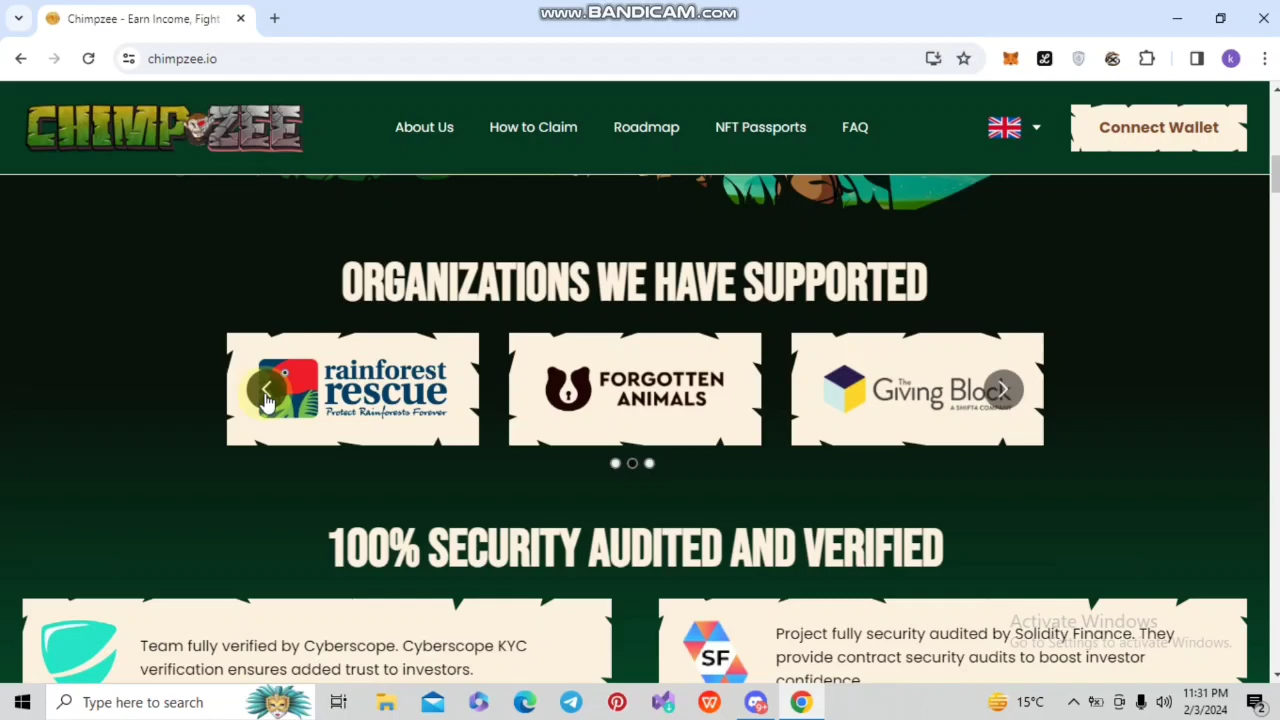 www.BANDICAM.com
Chimpzee - Earn Income, Fight
chimpzee.io
CHIMPZEE
About Us
How to Claim
Roadmap
NFT Passports
FAQ
Connect Wallet
ORGANIZATIONS WE HAVE SUPPORTED
rainforest
rescue
Protect Rainforests Forever
FORGOTTEN
ANIMALS
The
Giving Block
A SHIFT4 COMPANY
100% SECURITY AUDITED AND VERIFIED
Team fully verified by Cyberscope. Cyberscope KYC
verification ensures added trust to investors.
SF
Project fully security audited by Solidity Finance. They
provide contract security audits to boost investor
confidence.
Activate Windows
Go to Settings to activate Windows.
Type here to search
9+
15°C
11:31 PM
2/3/2024
2